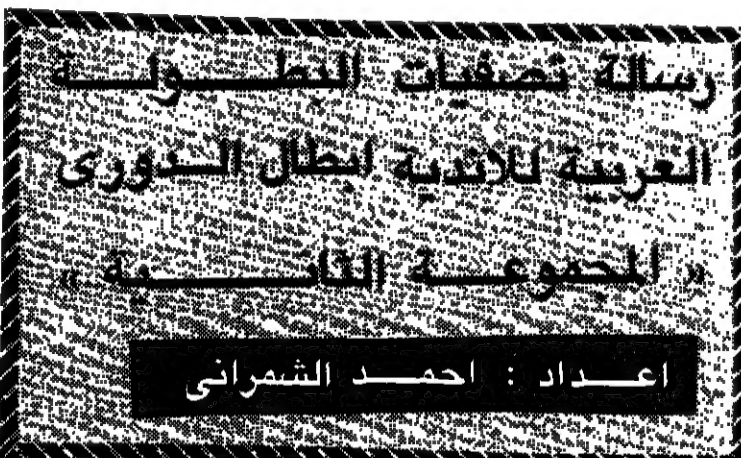 رسالة تصفيات البطولة
العربية للأندية ابطال الدورى
« المجموعة الثانية »
اعداد : احمد الشمرانى